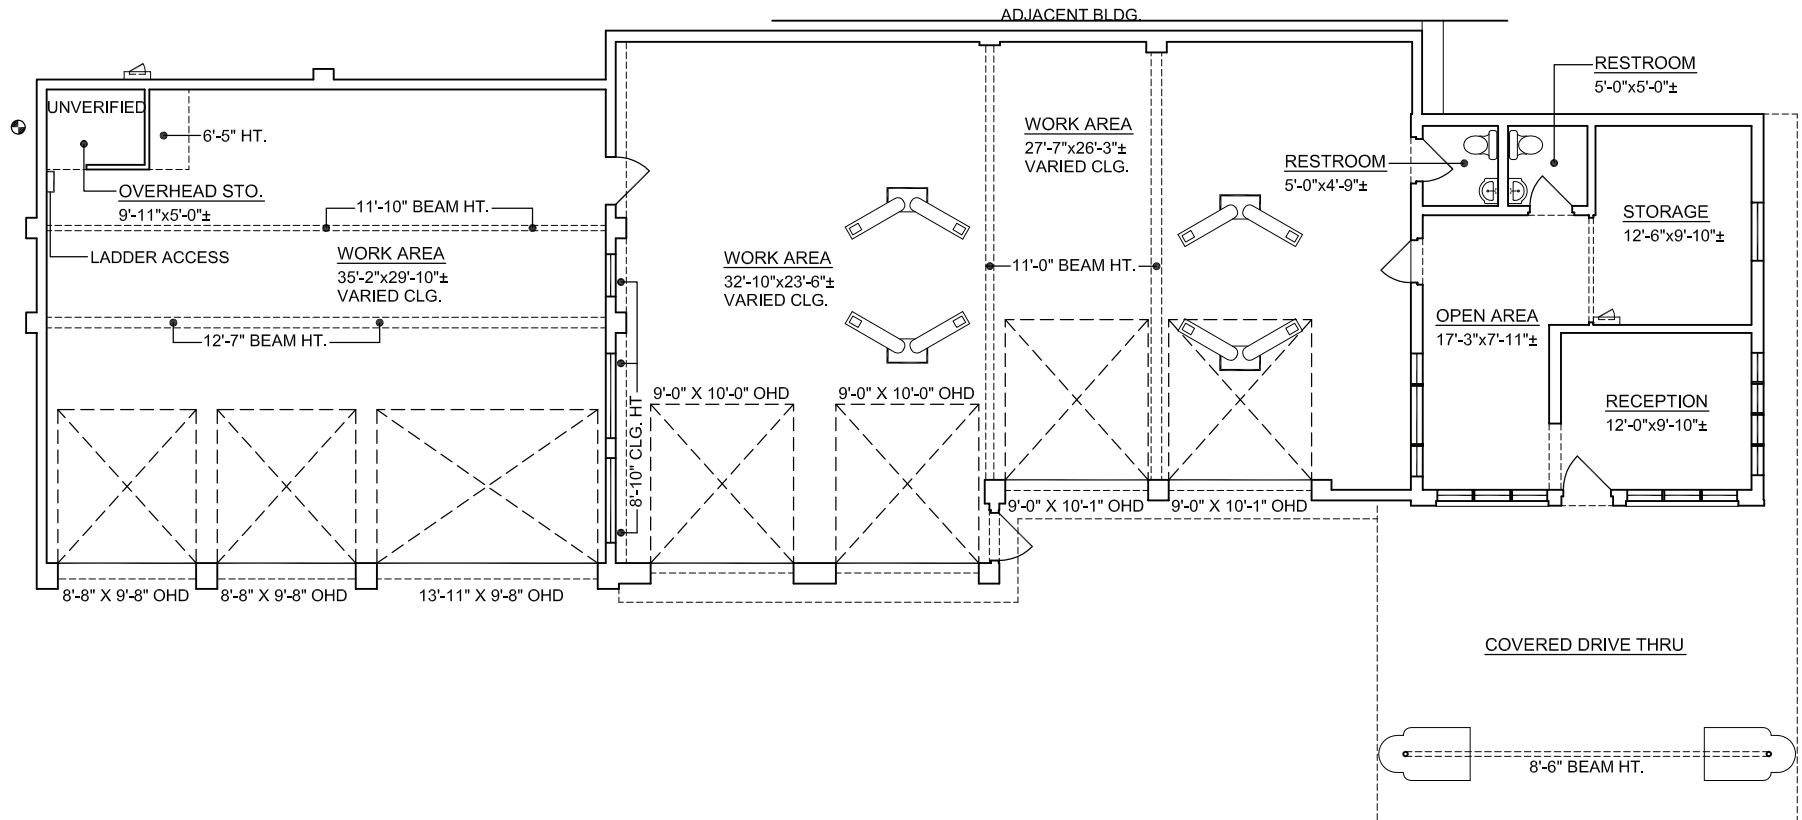 ADJACENT BLDG.
RESTROOM
5'-0"x5'-0"±
UNVERIFIED
6'-5" HT.
WORK AREA
27'-7"x26'-3"±
VARIED CLG.
RESTROOM
5'-0"x4'-9"±
OVERHEAD STO.
9'-11"x5'-0"±
11'-10" BEAM HT.
STORAGE
12'-6"x9'-10"±
LADDER ACCESS
WORK AREA
35'-2"x29'-10"±
VARIED CLG.
WORK AREA
32'-10"x23'-6"±
VARIED CLG.
11'-0" BEAM HT.
OPEN AREA
17'-3"x7'-11"±
12'-7" BEAM HT.
8'-10" CLG. HT
9'-0" X 10'-0" OHD
9'-0" X 10'-0" OHD
RECEPTION
12'-0"x9'-10"±
9'-0" X 10'-1" OHD
9'-0" X 10'-1" OHD
8'-8" X 9'-8" OHD
8'-8" X 9'-8" OHD
13'-11" X 9'-8" OHD
COVERED DRIVE THRU
8'-6" BEAM HT.